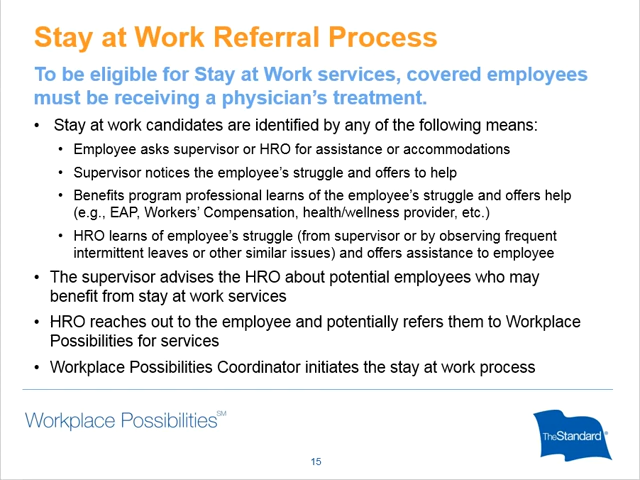 Stay at Work Referral Process
To be eligible for Stay at Work services, covered employees
must be receiving a physician's treatment.
• Stay at work candidates are identified by any of the following means:
• Employee asks supervisor or HRO for assistance or accommodations
• Supervisor notices the employee's struggle and offers to help
• Benefits program professional learns of the employee's struggle and offers help
(e.g., EAP, Workers' Compensation, health/wellness provider, etc.)
• HRO learns of employee's struggle (from supervisor or by observing frequent
intermittent leaves or other similar issues) and offers assistance to employee
• The supervisor advises the HRO about potential employees who may
benefit from stay at work services
• HRO reaches out to the employee and potentially refers them to Workplace
Possibilities for services
• Workplace Possibilities Coordinator initiates the stay at work process
Workplace Possibilities℠
TheStandard®
15